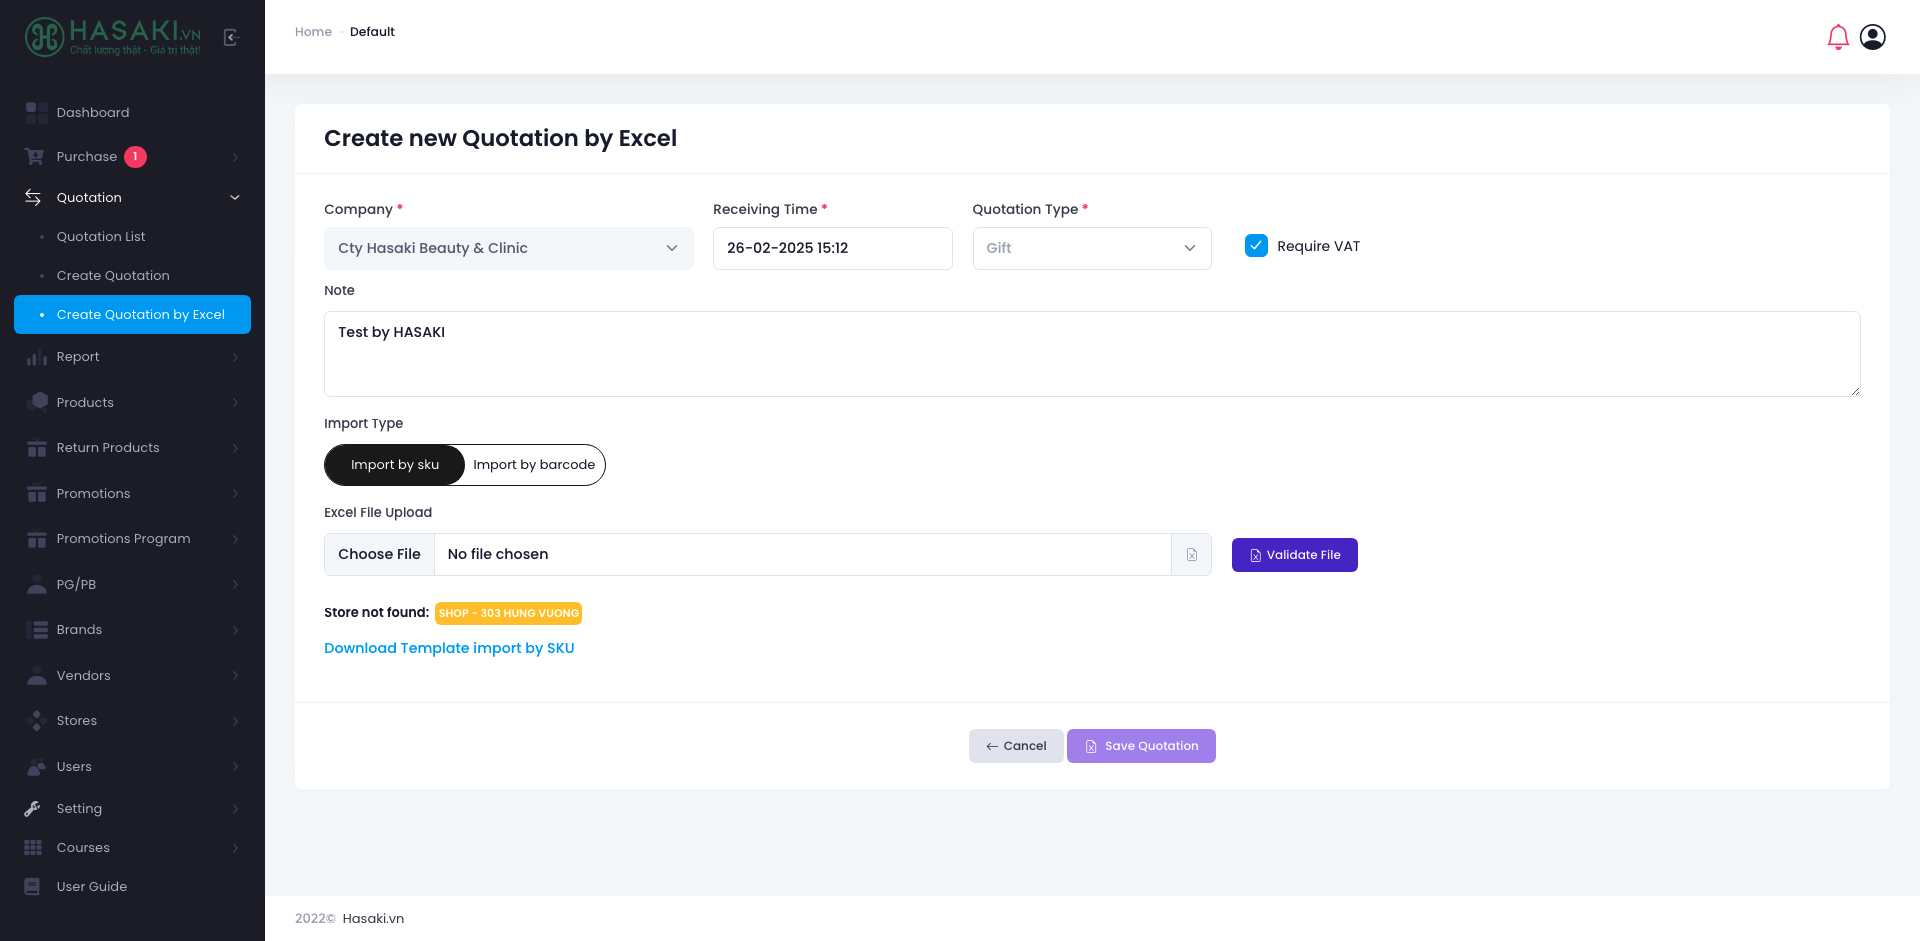 HASAKI.VN
Chất lượng thật - Giá trị thật!
Home - Default
Dashboard
Purchase 1
Quotation
Quotation List
Create Quotation
Create Quotation by Excel
Report
Products
Return Products
Promotions
Promotions Program
PG/PB
Brands
Vendors
Stores
Users
Setting
Courses
User Guide
Create new Quotation by Excel
Company * Receiving Time * Quotation Type *
Cty Hasaki Beauty & Clinic 26-02-2025 15:12 Gift Require VAT
Note
Test by HASAKI
Import Type
Import by sku Import by barcode
Excel File Upload
Choose File No file chosen Validate File
Store not found: SHOP - 303 HUNG VUONG
Download Template import by SKU
Cancel Save Quotation
2022© Hasaki.vn